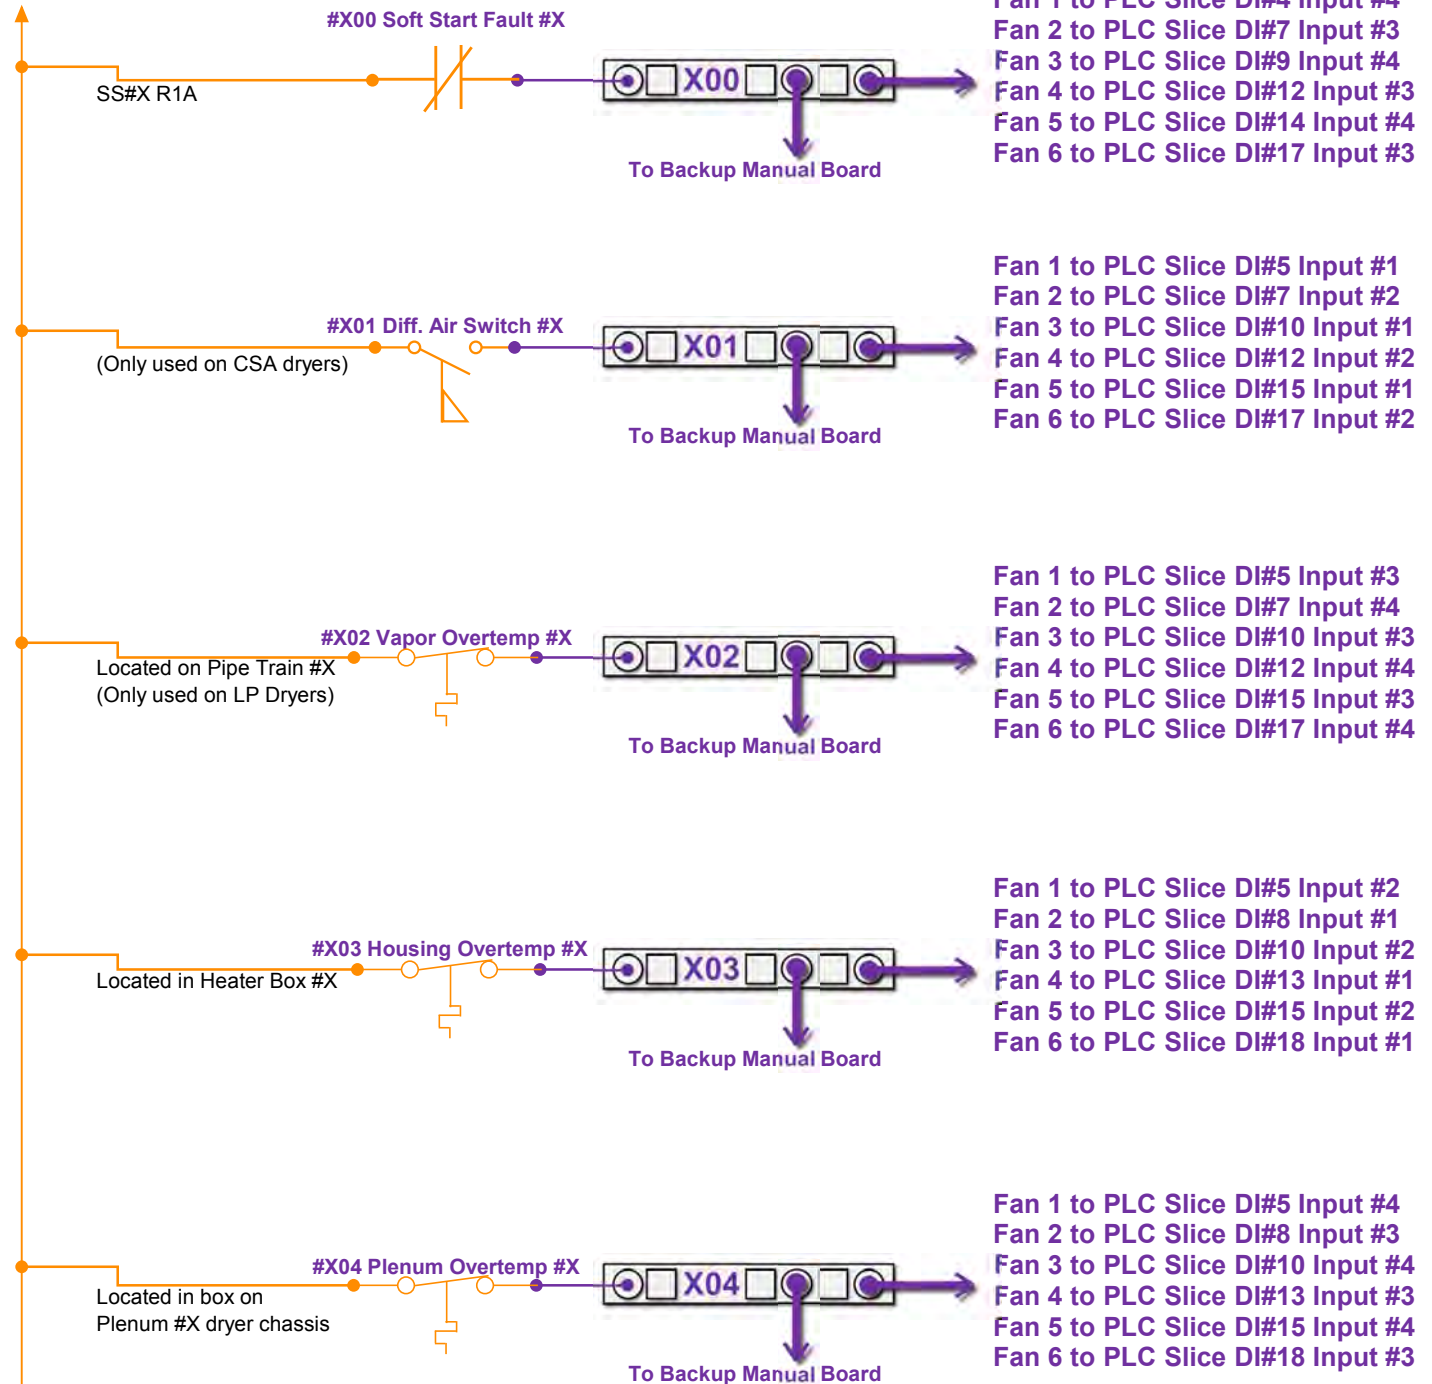 #X00 Soft Start Fault #X
SS#X R1A
X00
To Backup Manual Board
Fan 1 to PLC Slice DI#4 Input #4
Fan 2 to PLC Slice DI#7 Input #3
Fan 3 to PLC Slice DI#9 Input #4
Fan 4 to PLC Slice DI#12 Input #3
Fan 5 to PLC Slice DI#14 Input #4
Fan 6 to PLC Slice DI#17 Input #3
#X01 Diff. Air Switch #X
(Only used on CSA dryers)
X01
To Backup Manual Board
Fan 1 to PLC Slice DI#5 Input #1
Fan 2 to PLC Slice DI#7 Input #2
Fan 3 to PLC Slice DI#10 Input #1
Fan 4 to PLC Slice DI#12 Input #2
Fan 5 to PLC Slice DI#15 Input #1
Fan 6 to PLC Slice DI#17 Input #2
#X02 Vapor Overtemp #X
Located on Pipe Train #X
(Only used on LP Dryers)
X02
To Backup Manual Board
Fan 1 to PLC Slice DI#5 Input #3
Fan 2 to PLC Slice DI#7 Input #4
Fan 3 to PLC Slice DI#10 Input #3
Fan 4 to PLC Slice DI#12 Input #4
Fan 5 to PLC Slice DI#15 Input #3
Fan 6 to PLC Slice DI#17 Input #4
#X03 Housing Overtemp #X
Located in Heater Box #X
X03
To Backup Manual Board
Fan 1 to PLC Slice DI#5 Input #2
Fan 2 to PLC Slice DI#8 Input #1
Fan 3 to PLC Slice DI#10 Input #2
Fan 4 to PLC Slice DI#13 Input #1
Fan 5 to PLC Slice DI#15 Input #2
Fan 6 to PLC Slice DI#18 Input #1
#X04 Plenum Overtemp #X
Located in box on
Plenum #X dryer chassis
X04
To Backup Manual Board
Fan 1 to PLC Slice DI#5 Input #4
Fan 2 to PLC Slice DI#8 Input #3
Fan 3 to PLC Slice DI#10 Input #4
Fan 4 to PLC Slice DI#13 Input #3
Fan 5 to PLC Slice DI#15 Input #4
Fan 6 to PLC Slice DI#18 Input #3